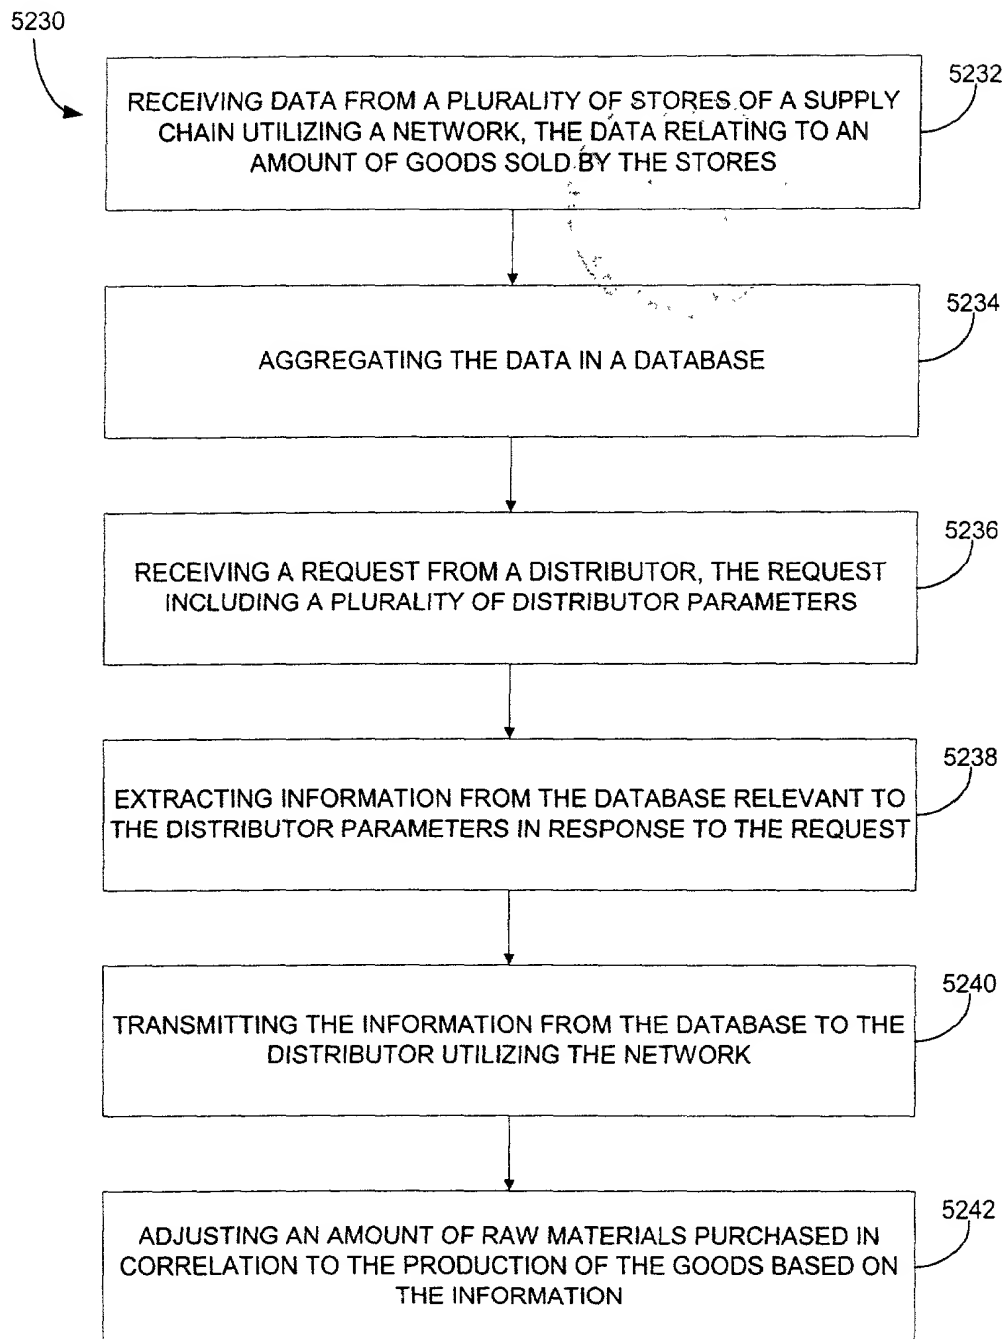 5230
5232
RECEIVING DATA FROM A PLURALITY OF STORES OF A SUPPLY
CHAIN UTILIZING A NETWORK, THE DATA RELATING TO AN
AMOUNT OF GOODS SOLD BY THE STORES
5234
AGGREGATING THE DATA IN A DATABASE
5236
RECEIVING A REQUEST FROM A DISTRIBUTOR, THE REQUEST
INCLUDING A PLURALITY OF DISTRIBUTOR PARAMETERS
5238
EXTRACTING INFORMATION FROM THE DATABASE RELEVANT TO
THE DISTRIBUTOR PARAMETERS IN RESPONSE TO THE REQUEST
5240
TRANSMITTING THE INFORMATION FROM THE DATABASE TO THE
DISTRIBUTOR UTILIZING THE NETWORK
5242
ADJUSTING AN AMOUNT OF RAW MATERIALS PURCHASED IN
CORRELATION TO THE PRODUCTION OF THE GOODS BASED ON
THE INFORMATION